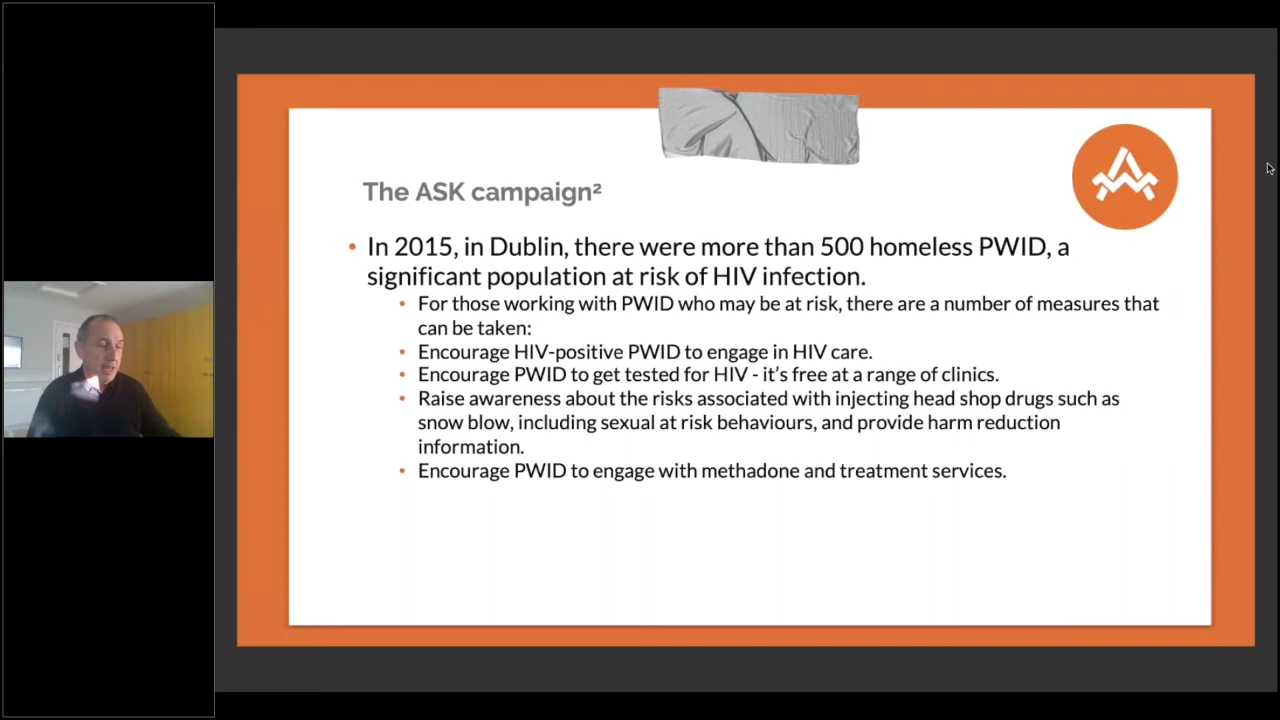 The ASK campaign²
• In 2015, in Dublin, there were more than 500 homeless PWID, a
significant population at risk of HIV infection.
• For those working with PWID who may be at risk, there are a number of measures that
can be taken:
• Encourage HIV-positive PWID to engage in HIV care.
• Encourage PWID to get tested for HIV - it’s free at a range of clinics.
• Raise awareness about the risks associated with injecting head shop drugs such as
snow blow, including sexual at risk behaviours, and provide harm reduction
information.
• Encourage PWID to engage with methadone and treatment services.